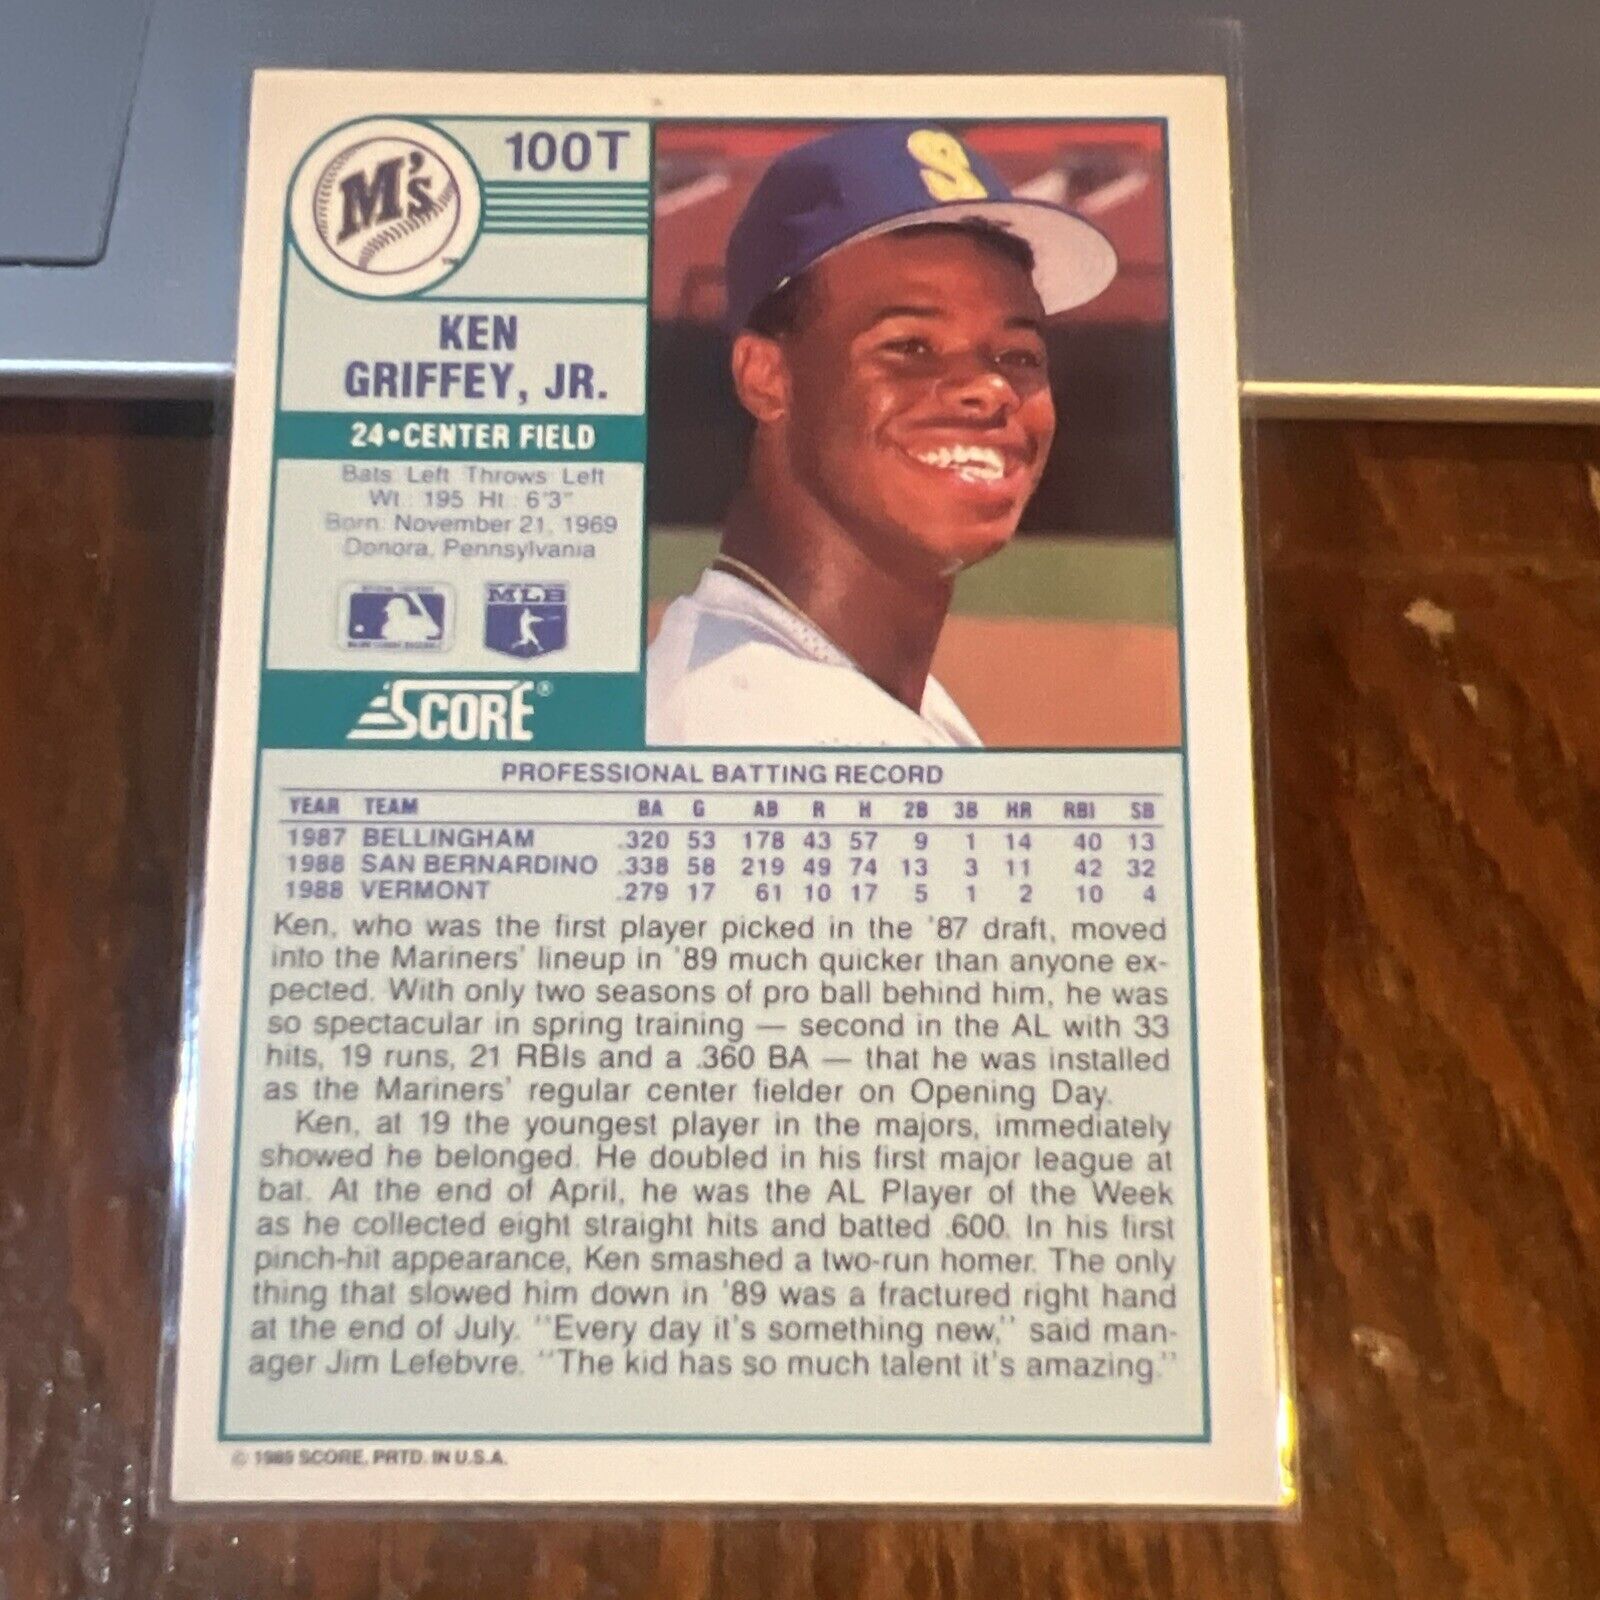 M's
100T
S
KEN
GRIFFEY, JR.
24•CENTER FIELD
Bats: Left Throws: Left
Wt.: 195 Ht.: 6'3"
Born: November 21, 1969
Donora, Pennsylvania
MLB
SCORE®
PROFESSIONAL BATTING RECORD
YEAR TEAM BA G AB R H 2B 3B HR RBI SB
1987 BELLINGHAM .320 53 178 43 57 9 1 14 40 13
1988 SAN BERNARDINO .338 58 219 49 74 13 3 11 42 32
1988 VERMONT .279 17 61 10 17 5 1 2 10 4
Ken, who was the first player picked in the '87 draft, moved
into the Mariners' lineup in '89 much quicker than anyone ex-
pected. With only two seasons of pro ball behind him, he was
so spectacular in spring training — second in the AL with 33
hits, 19 runs, 21 RBIs and a .360 BA — that he was installed
as the Mariners' regular center fielder on Opening Day.
Ken, at 19 the youngest player in the majors, immediately
showed he belonged. He doubled in his first major league at
bat. At the end of April, he was the AL Player of the Week
as he collected eight straight hits and batted .600. In his first
pinch-hit appearance, Ken smashed a two-run homer. The only
thing that slowed him down in '89 was a fractured right hand
at the end of July. "Every day it's something new," said man-
ager Jim Lefebvre. "The kid has so much talent it's amazing."
© 1989 SCORE, PRTD. IN U.S.A.